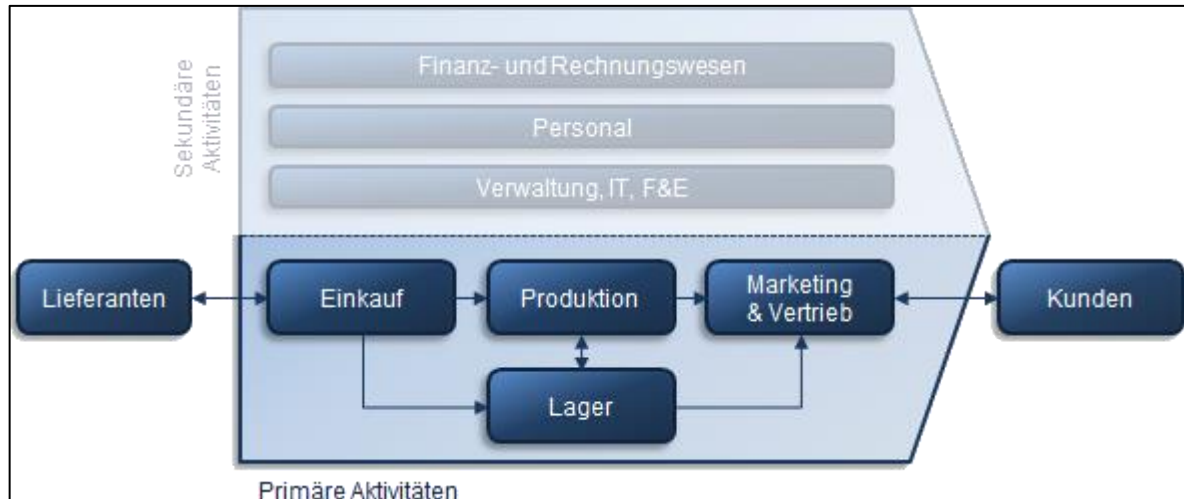 Sekundäre
Aktivitäten
Finanz- und Rechnungswesen
Personal
Verwaltung, IT, F&E
Lieferanten
Einkauf
Produktion
Marketing
& Vertrieb
Kunden
Lager
Primäre Aktivitäten